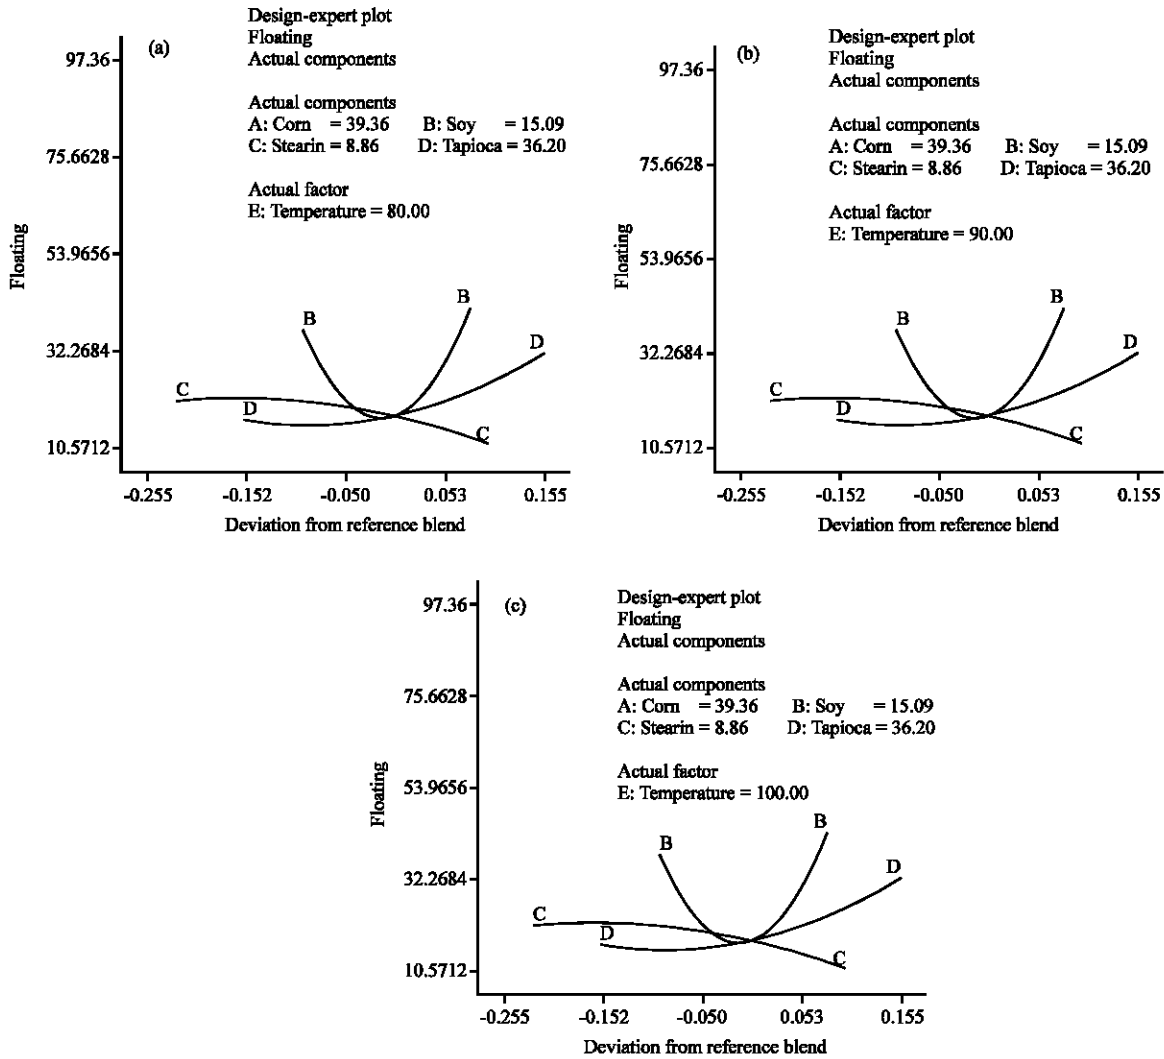 (a)
Design-expert plot
Floating
Actual components
Actual components
A: Corn = 39.36 B: Soy = 15.09
C: Stearin = 8.86 D: Tapioca = 36.20
Actual factor
E: Temperature = 80.00
97.36
75.6628
53.9656
32.2684
10.5712
Floating
B
B
D
C
D
C
-0.255 -0.152 -0.050 0.053 0.155
Deviation from reference blend
(b)
Design-expert plot
Floating
Actual components
Actual components
A: Corn = 39.36 B: Soy = 15.09
C: Stearin = 8.86 D: Tapioca = 36.20
Actual factor
E: Temperature = 90.00
97.36
75.6628
53.9656
32.2684
10.5712
Floating
B
B
D
C
D
C
-0.255 -0.152 -0.050 0.053 0.155
Deviation from reference blend
(c)
Design-expert plot
Floating
Actual components
Actual components
A: Corn = 39.36 B: Soy = 15.09
C: Stearin = 8.86 D: Tapioca = 36.20
Actual factor
E: Temperature = 100.00
97.36
75.6628
53.9656
32.2684
10.5712
Floating
B
B
D
C
D
C
-0.255 -0.152 -0.050 0.053 0.155
Deviation from reference blend